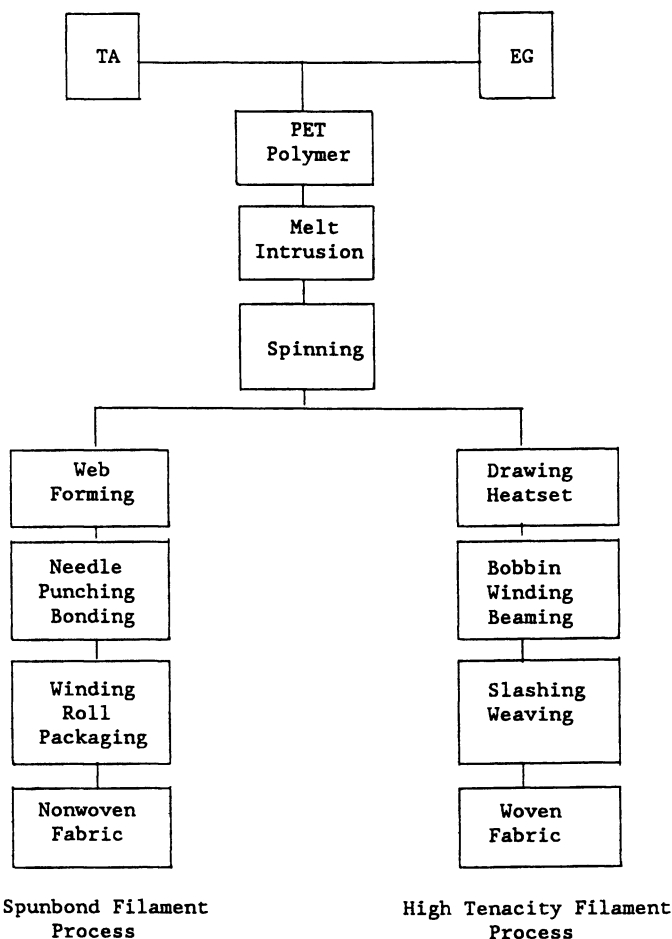 TA
EG
PET
Polymer
Melt
Intrusion
Spinning
Web
Forming
Needle
Punching
Bonding
Winding
Roll
Packaging
Nonwoven
Fabric
Spunbond Filament
Process
Drawing
Heatset
Bobbin
Winding
Beaming
Slashing
Weaving
Woven
Fabric
High Tenacity Filament
Process